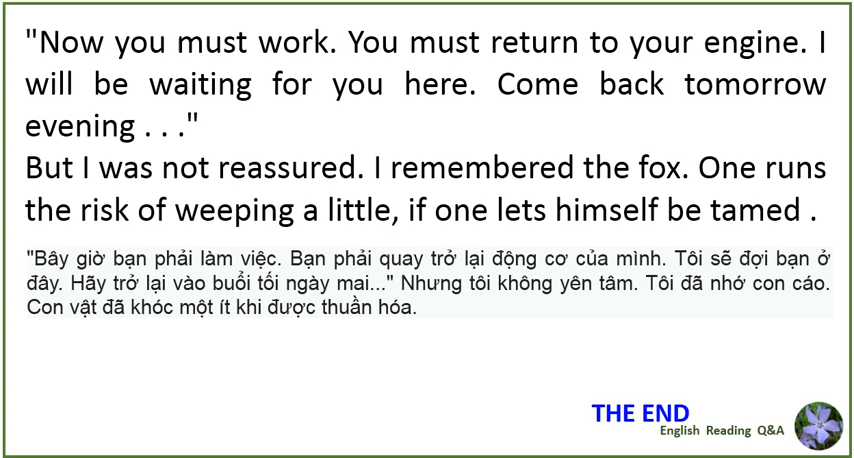 "Now you must work. You must return to your engine. I
will be waiting for you here. Come back tomorrow
evening . . ."
But I was not reassured. I remembered the fox. One runs
the risk of weeping a little, if one lets himself be tamed .
"Bây giờ bạn phải làm việc. Bạn phải quay trở lại động cơ của mình. Tôi sẽ đợi bạn ở
đây. Hãy trở lại vào buổi tối ngày mai..." Nhưng tôi không yên tâm. Tôi đã nhớ con cáo.
Con vật đã khóc một ít khi được thuần hóa.
THE END
English Reading Q&A